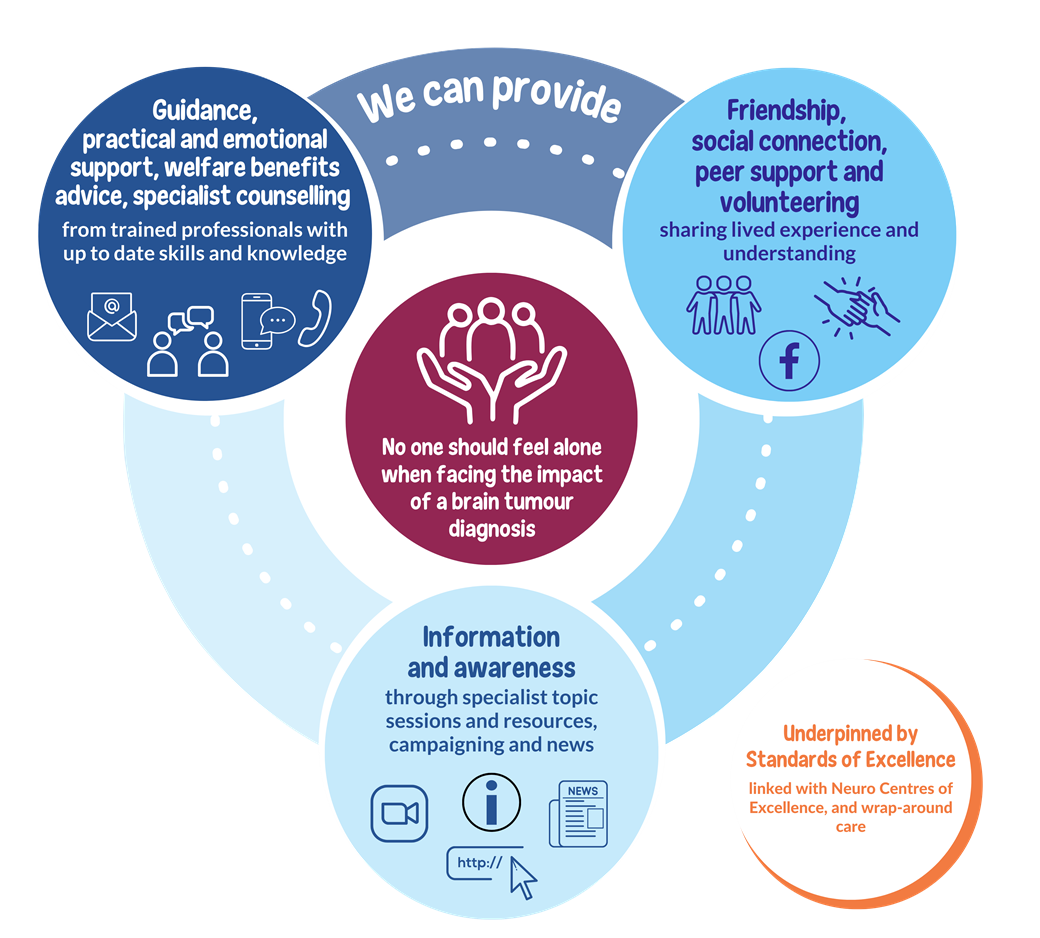 We can provide
Guidance,
practical and emotional
support, welfare benefits
advice, specialist counselling
from trained professionals with
up to date skills and knowledge
@
Friendship,
social connection,
peer support and
volunteering
sharing lived experience and
understanding
f
No one should feel alone
when facing the impact
of a brain tumour
diagnosis
Information
and awareness
through specialist topic
sessions and resources,
campaigning and news
i
NEWS
http://
Underpinned by
Standards of Excellence
linked with Neuro Centres of
Excellence, and wrap-around
care